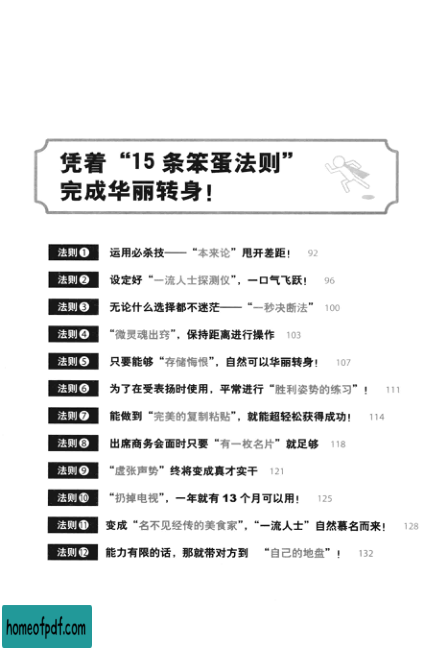 凭着“15条笨蛋法则”
完成华丽转身！
法则❶ 运用必杀技——“本来论”甩开差距！ 92
法则❷ 设定好“一流人士探测仪”，一口气飞跃！ 96
法则❸ 无论什么选择都不迷茫——“一秒决断法” 100
法则❹ “微灵魂出窍”，保持距离进行操作 103
法则❺ 只要能够“存储悔恨”，自然可以华丽转身！ 107
法则❻ 为了在受表扬时使用，平常进行“胜利姿势的练习”！ 111
法则❼ 能做到“完美的复制粘贴”，就能超轻松获得成功！ 114
法则❽ 出席商务会面时只要“有一枚名片”就足够 118
法则❾ “虚张声势”终将变成真才实干 121
法则❿ “扔掉电视”，一年就有13个月可以用！ 125
法则⓫ 变成“名不见经传的美食家”，“一流人士”自然慕名而来！ 128
法则⓬ 能力有限的话，那就带对方到“自己的地盘”！ 132
homeofpdf.com